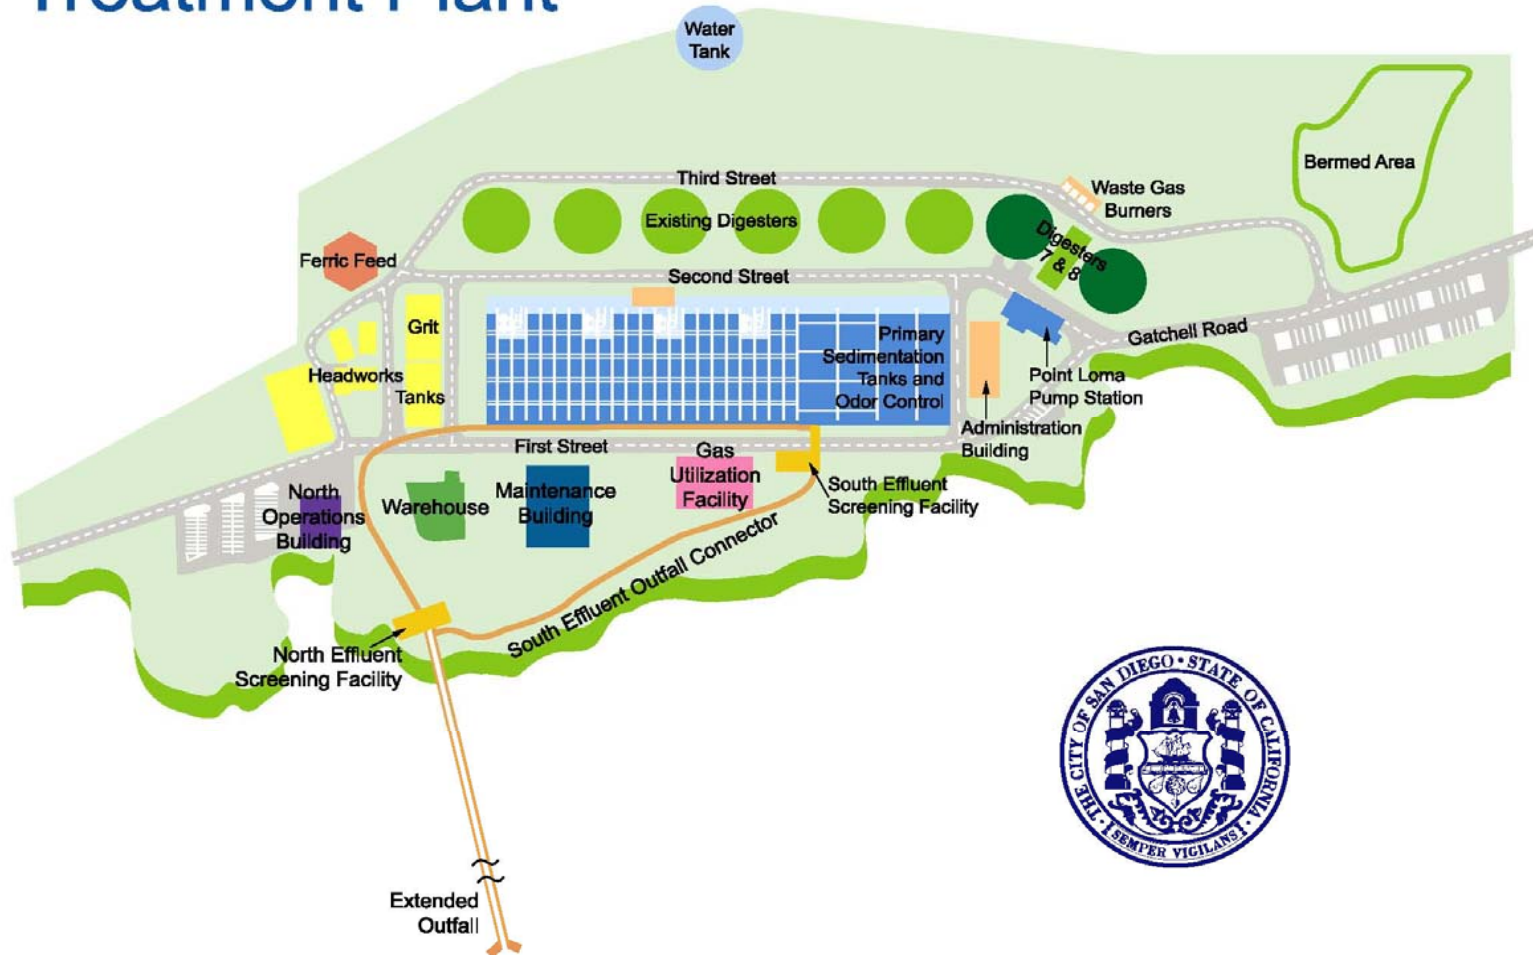 Treatment Plant
Water
Tank
Bermed Area
Third Street
Waste Gas
Burners
Existing Digesters
Digesters
7 & 8
Ferric Feed
Second Street
Grit
Tanks
Headworks
Primary
Sedimentation
Tanks and
Odor Control
Gatchell Road
Point Loma
Pump Station
Administration
Building
First Street
Gas
Utilization
Facility
North
Operations
Building
Warehouse
Maintenance
Building
South Effluent
Screening Facility
South Effluent Outfall Connector
North Effluent
Screening Facility
Extended
Outfall
THE CITY OF SAN DIEGO • STATE OF CALIFORNIA
SEMPER VIGILANS